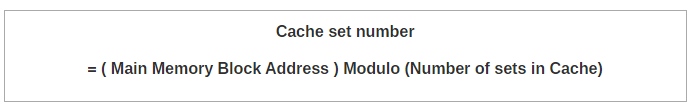 Cache set number
= ( Main Memory Block Address ) Modulo (Number of sets in Cache)